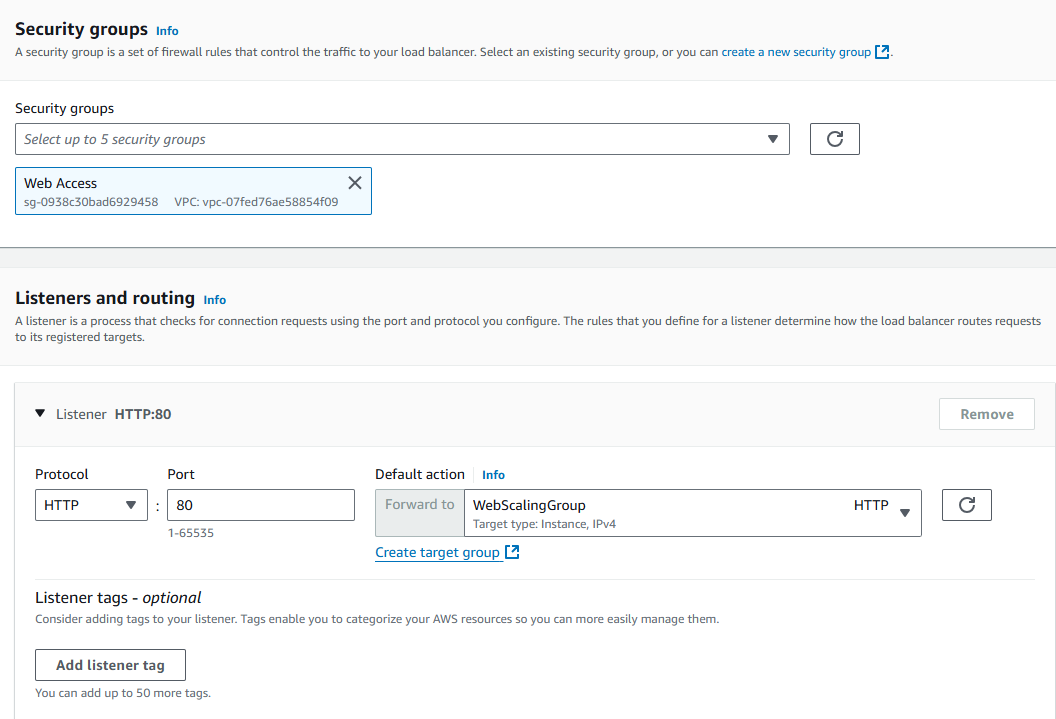 Security groups Info
A security group is a set of firewall rules that control the traffic to your load balancer. Select an existing security group, or you can create a new security group.
Security groups
Select up to 5 security groups
Web Access
sg-0938c30bad6929458 VPC: vpc-07fed76ae58854f09
Listeners and routing Info
A listener is a process that checks for connection requests using the port and protocol you configure. The rules that you define for a listener determine how the load balancer routes requests
to its registered targets.
Listener HTTP:80 Remove
Protocol Port Default action Info
HTTP : 80 Forward to WebScalingGroup HTTP
Target type: Instance, IPv4
1-65535
Create target group
Listener tags - optional
Consider adding tags to your listener. Tags enable you to categorize your AWS resources so you can more easily manage them.
Add listener tag
You can add up to 50 more tags.